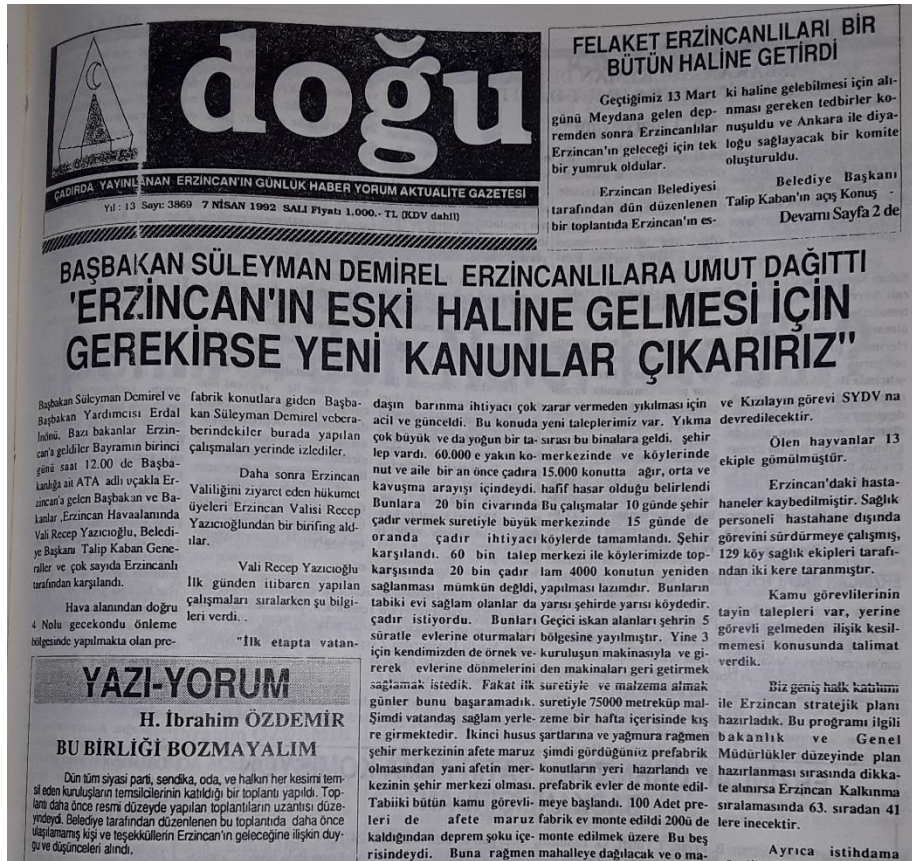 doğu
ÇADIRDA YAYINLANAN ERZİNCAN'IN GÜNLÜK HABER YORUM AKTUALİTE GAZETESİ
Yıl : 13 Sayı: 3869 7 NİSAN 1992 SALI Fiyatı 1,000.- TL (KDV dahil)
FELAKET ERZİNCANLILARI BİR
BÜTÜN HALİNE GETİRDİ
Geçtiğimiz 13 Mart
günü Meydana gelen dep-
remden sonra Erzincanlılar
Erzincan'ın geleceği için tek
bir yumruk oldular.
Erzincan Belediyesi
tarafından dün düzenlenen
bir toplantıda Erzincan'ın es-
ki haline gelebilmesi için alı-
nması gereken tedbirler ko-
nuşuldu ve Ankara ile diya-
loğu sağlayacak bir komite
oluşturuldu.
Belediye Başkanı
Talip Kaban'ın açış Konuş -
Devamı Sayfa 2 de
BAŞBAKAN SÜLEYMAN DEMİREL ERZİNCANLILARA UMUT DAĞITTI
'ERZİNCAN'IN ESKİ HALİNE GELMESİ İÇİN
GEREKİRSE YENİ KANUNLAR ÇIKARIRIZ"
Başbakan Süleyman Demirel ve
Başbakan Yardımcısı Erdal
İnönü, Bazı bakanlar Erzin-
can'a geldiler Bayramın birinci
günü saat 12.00 de Başba-
kanlığa ait ATA adlı uçakla Er-
zincan'a gelen Başbakan ve Ba-
kanlar ,Erzincan Havaalanında
Vali Recep Yazıcıoğlu, Beledi-
ye Başkanı Talip Kaban Gene-
raller ve çok sayıda Erzincanlı
tarafından karşılandı.
Hava alanından doğru
4 Nolu gecekondu önleme
bölgesinde yapılmakta olan pre-
fabrik konutlara giden Başba-
kan Süleyman Demirel vebera-
berindekiler burada yapılan
çalışmaları yerinde izlediler.
Daha sonra Erzincan
Valiliğini ziyaret eden hükumet
üyeleri Erzincan Valisi Recep
Yazıcıoğlundan bir birifing ald-
ılar.
Vali Recep Yazıcıoğlu
İlk günden itibaren yapılan
çalışmaları sıralarken şu bilgi-
leri verdi. .
"İlk etapta vatan-
daşın barınma ihtiyacı çok
acil ve günceldi. Bu konuda
çok büyük ve da yoğun bir ta-
lep vardı. 60.000 e yakın ko-
nut ve aile bir an önce çadıra
kavuşma arayışı içindeydi.
Bunlara 20 bin civarında
çadır vermek suretiyle büyük
oranda çadır ihtiyacı
karşılandı. 60 bin talep
karşısında 20 bin çadır
sağlanması mümkün değldi,
tabiki evi sağlam olanlar da
çadır istiyordu. Bunları
süratle evlerine oturmaları
için kendimizden de örnek ve-
rerek evlerine dönmelerini
sağlamak istedik. Fakat ilk
günler bunu başaramadık.
Şimdi vatandaş sağlam yerle-
re girmektedir. İkinci husus
şehir merkezinin afete maruz
olmasından yani afetin mer-
kezinin şehir merkezi olması.
Tabiiki bütün kamu görevli-
leri de afete maruz
kaldığından deprem şoku içe-
risindeydi. Buna rağmen
zarar vermeden yıkılması için
yeni taleplerimiz var. Yıkma
sırası bu binalara geldi. şehir
merkezinde ve köylerinde
15.000 konutta ağır, orta ve
hafif hasar olduğu belirlendi
Bu çalışmalar 10 günde şehir
merkezinde 15 günde de
köylerde tamamlandı. Şehir
merkezi ile köylerimizde top-
lam 4000 konutun yeniden
yapılması lazımdır. Bunların
yarısı şehirde yarısı köydedir.
Geçici iskan alanları şehrin 5
bölgesine yayılmıştır. Yine 3
kuruluşun makinasıyla ve gi-
den makinaları geri getirmek
suretiyle ve malzema almak
suretiyle 75000 metreküp mal-
zeme bir hafta içerisinde kış
şartlarına ve yağmura rağmen
şimdi gördüğünüz prefabrik
konutların yeri hazırlandı ve
prefabrik evler de monte edil-
meye başlandı. 100 Adet pre-
fabrik ev monte edildi 200ü de
monte edilmek üzere Bu beş
mahalleye dağılacak ve o ma-
ve Kızılayın görevi SYDV na
devredilecektir.
Ölen hayvanlar 13
ekiple gömülmüştür.
Erzincan'daki hasta-
haneler kaybedilmiştir. Sağlık
personeli hastahane dışında
görevini sürdürmeye çalışmış,
129 köy sağlık ekipleri tarafı-
ndan iki kere taranmıştır.
Kamu görevlilerinin
tayin talepleri var, yerine
görevli gelmeden ilişik kesil-
memesi konusunda talimat
verdik.
Biz geniş halk katılımı
ile Erzincan stratejik planı
hazırladık. Bu programı ilgili
bakanlık ve Genel
Müdürlükler düzeyinde plan
hazırlanması sırasında dikka-
te alınırsa Erzincan Kalkınma
sıralamasında 63. sıradan 41
lere inecektir.
Ayrıca istihdama
YAZI-YORUM
H. İbrahim ÖZDEMİR
BU BİRLİĞİ BOZMAYALIM
Dün tüm siyasi parti, sendika, oda, ve halkın her kesimi tem-
sil eden kuruluşların temsilcilerinin katıldığı bir toplantı yapıldı. Top-
lantı daha önce resmi düzeyde yapılan toplantıların uzantısı düze-
yindeydi. Belediye tarafından düzenlenen bu toplantıda daha önce
ulaşılamamış kişi ve teşekküllerin Erzincan'ın geleceğine ilişkin duy-
gu ve düşünceleri alındı.